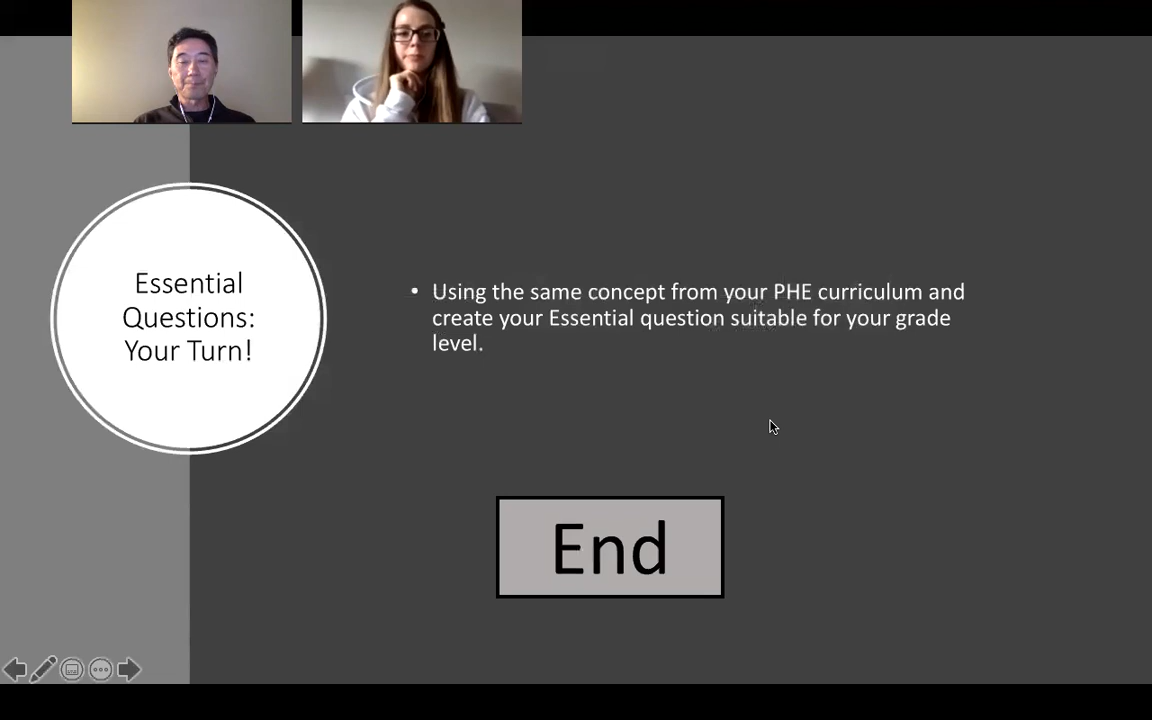 Essential
Questions:
Your Turn!
• Using the same concept from your PHE curriculum and
create your Essential question suitable for your grade
level.
End